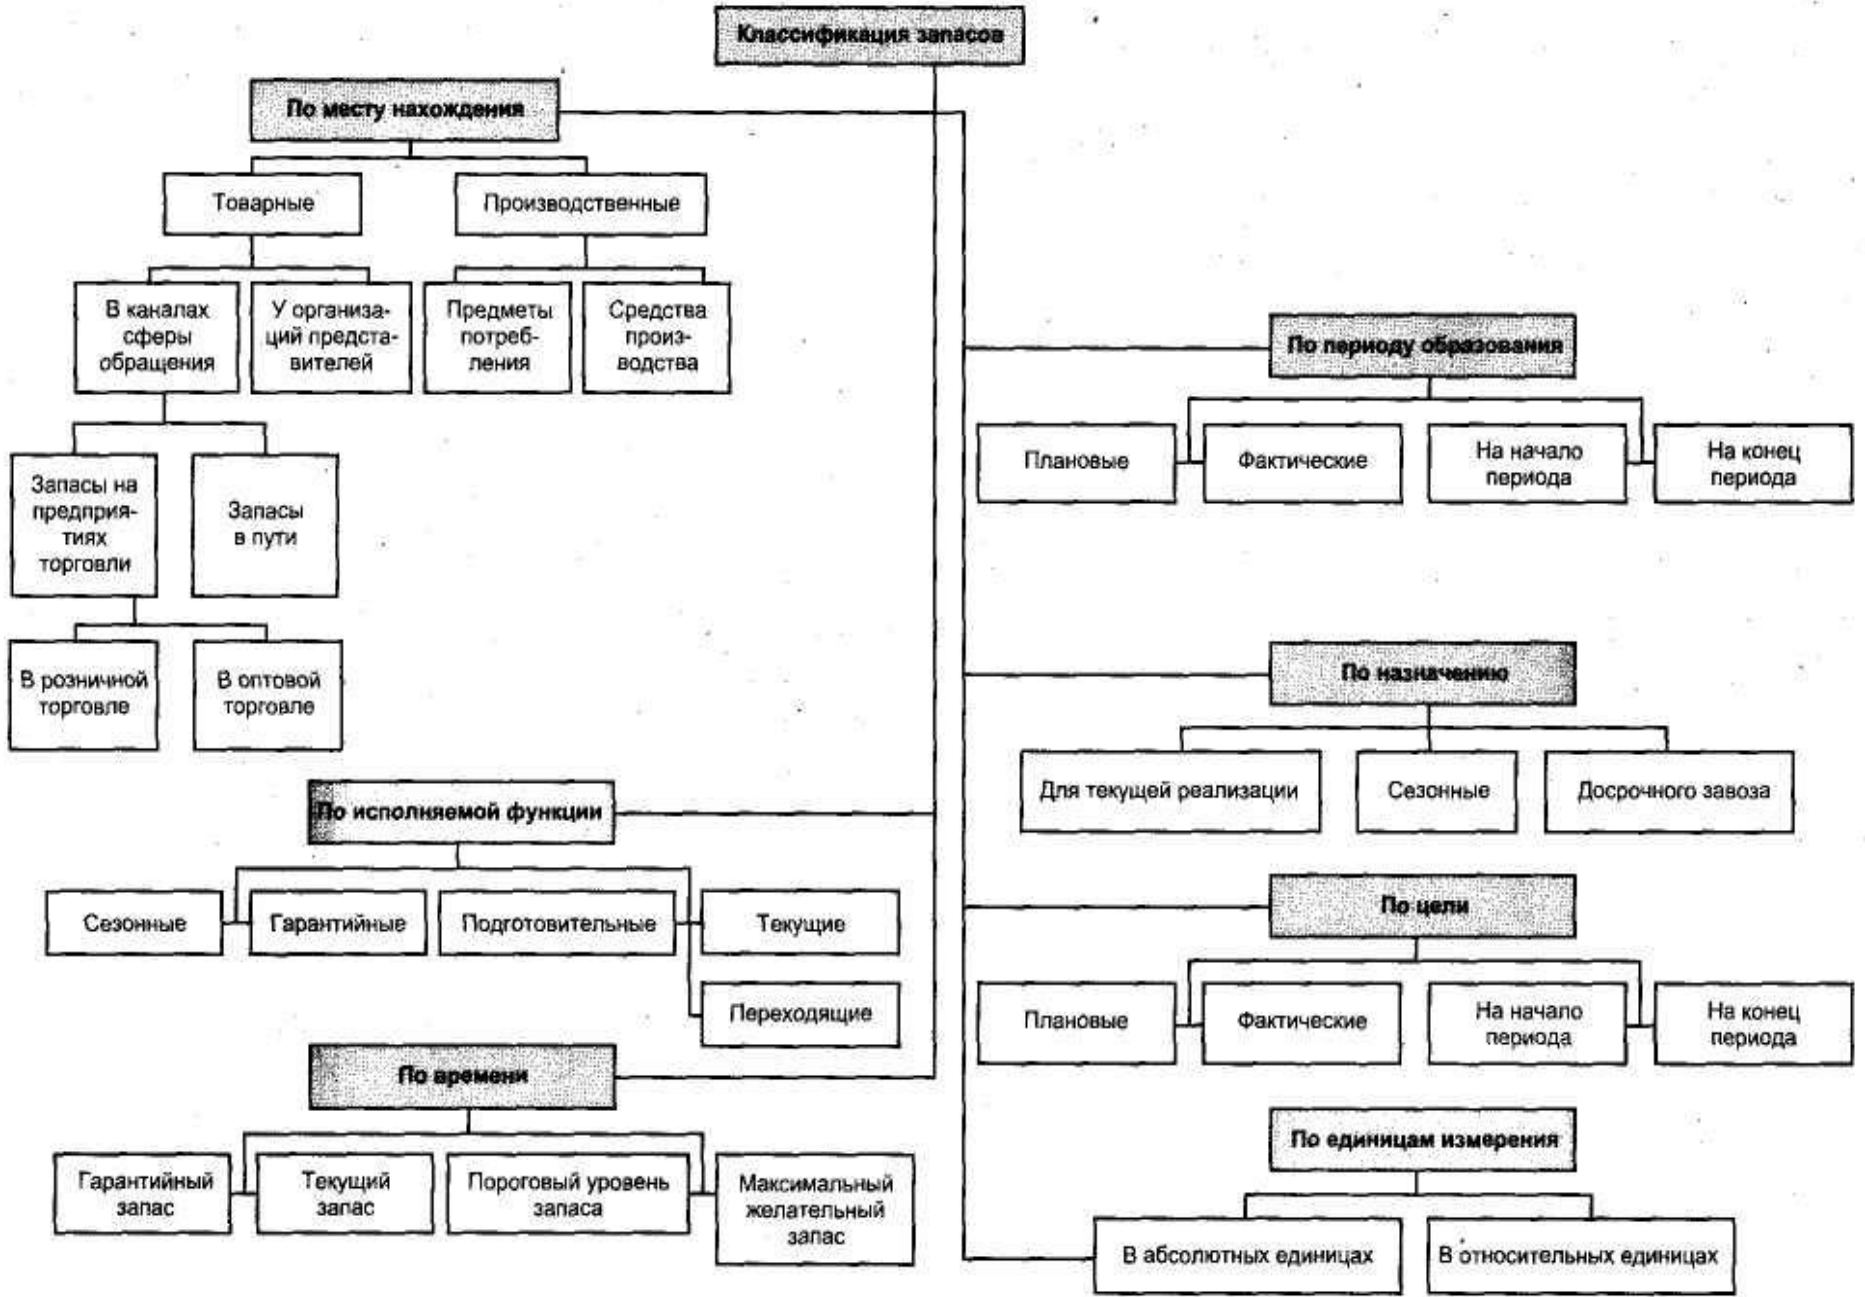 Классификация запасов
По месту нахождения
Товарные
Производственные
В каналах
сферы
обращения
У организа-
ций предста-
вителей
Предметы
потреб-
ления
Средства
произ-
водства
Запасы на
предприя-
тиях
торговли
Запасы
в пути
В розничной
торговле
В оптовой
торговле
По исполняемой функции
Сезонные
Гарантийные
Подготовительные
Текущие
Переходящие
По времени
Гарантийный
запас
Текущий
запас
Пороговый уровень
запаса
Максимальный
желательный
запас
По периоду образования
Плановые
Фактические
На начало
периода
На конец
периода
По назначению
Для текущей реализации
Сезонные
Досрочного завоза
По цели
Плановые
Фактические
На начало
периода
На конец
периода
По единицам измерения
В абсолютных единицах
В относительных единицах